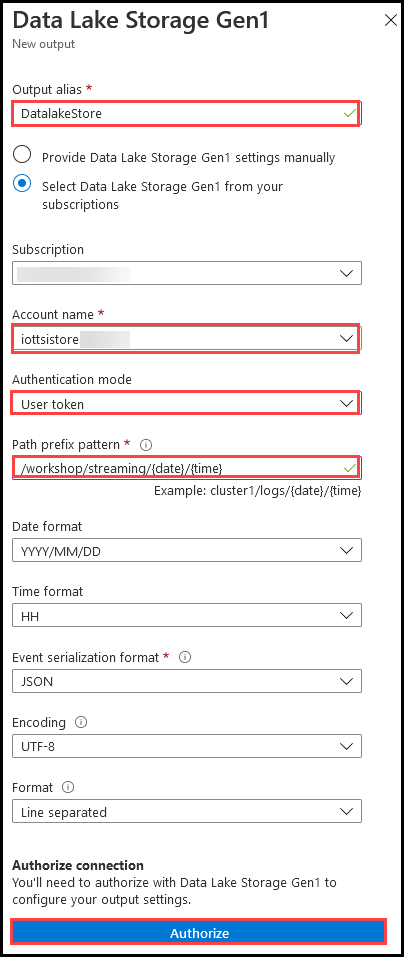 Data Lake Storage Gen1
New output
Output alias *
DatalakeStore
Provide Data Lake Storage Gen1 settings manually
Select Data Lake Storage Gen1 from your
subscriptions
Subscription
Account name *
iottsistore
Authentication mode
User token
Path prefix pattern *
/workshop/streaming/{date}/{time}
Example: cluster1/logs/{date}/{time}
Date format
YYYY/MM/DD
Time format
HH
Event serialization format *
JSON
Encoding
UTF-8
Format
Line separated
Authorize connection
You'll need to authorize with Data Lake Storage Gen1 to
configure your output settings.
Authorize